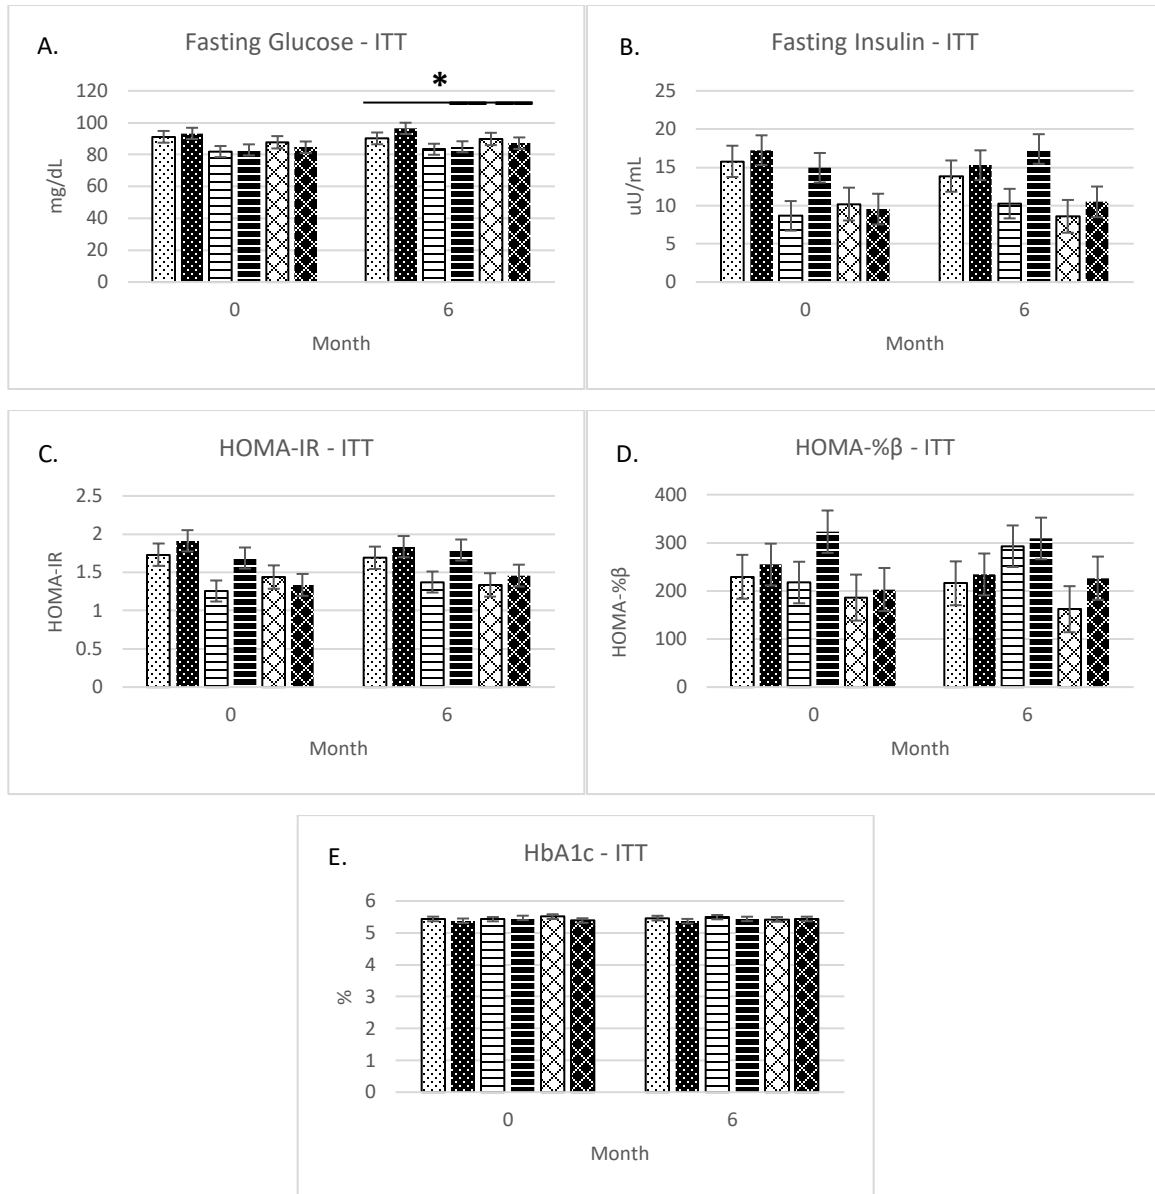 A.
Fasting Glucose - ITT
*
120
100
80
60
40
20
0
mg/dL
0
6
Month
B.
Fasting Insulin - ITT
25
20
15
10
5
0
uU/mL
0
6
Month
C.
HOMA-IR - ITT
2.5
2
1.5
1
0.5
0
HOMA-IR
0
6
Month
D.
HOMA-%β - ITT
400
300
200
100
0
HOMA-%β
0
6
Month
E.
HbA1c - ITT
6
5
4
3
2
1
0
%
0
6
Month